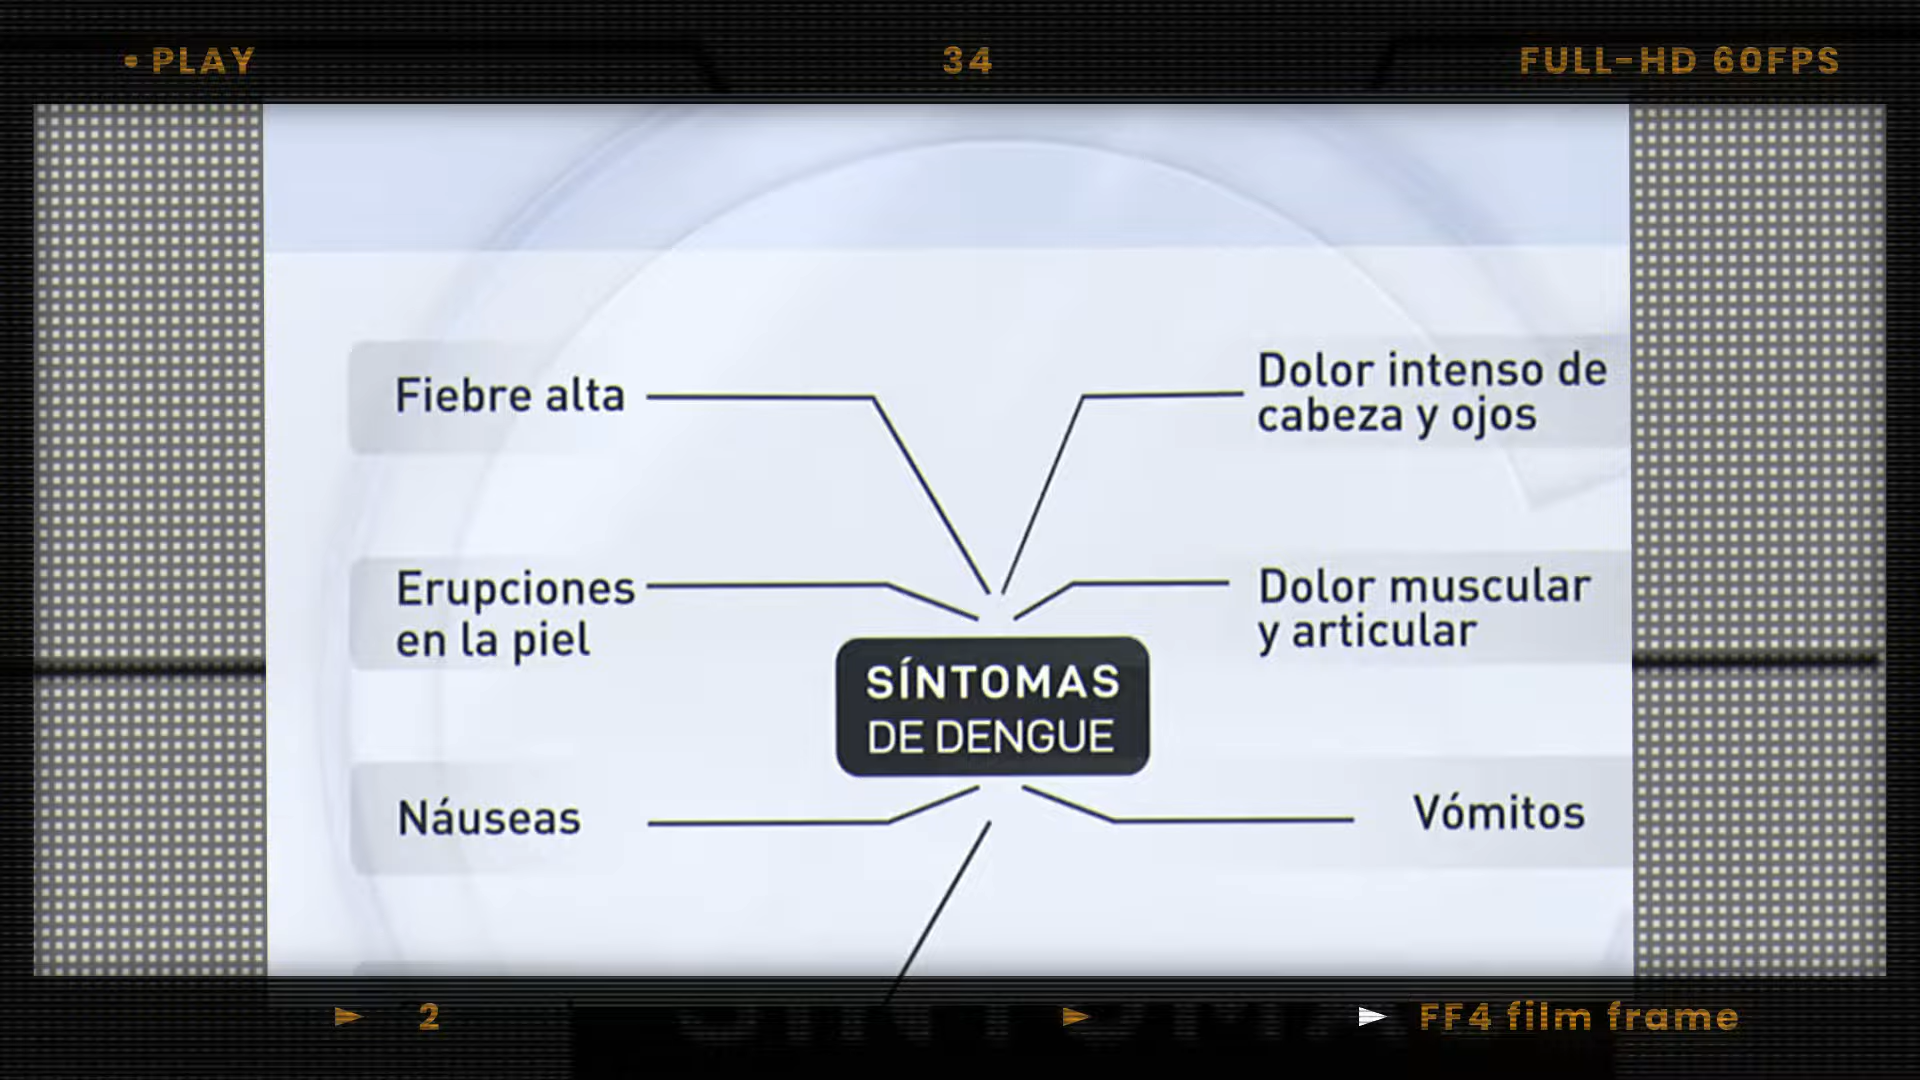 • PLAY
34
FULL-HD 60FPS
Fiebre alta
Dolor intenso de
cabeza y ojos
Erupciones
en la piel
Dolor muscular
y articular
SÍNTOMAS
DE DENGUE
Náuseas
Vómitos
2
FF4 film frame